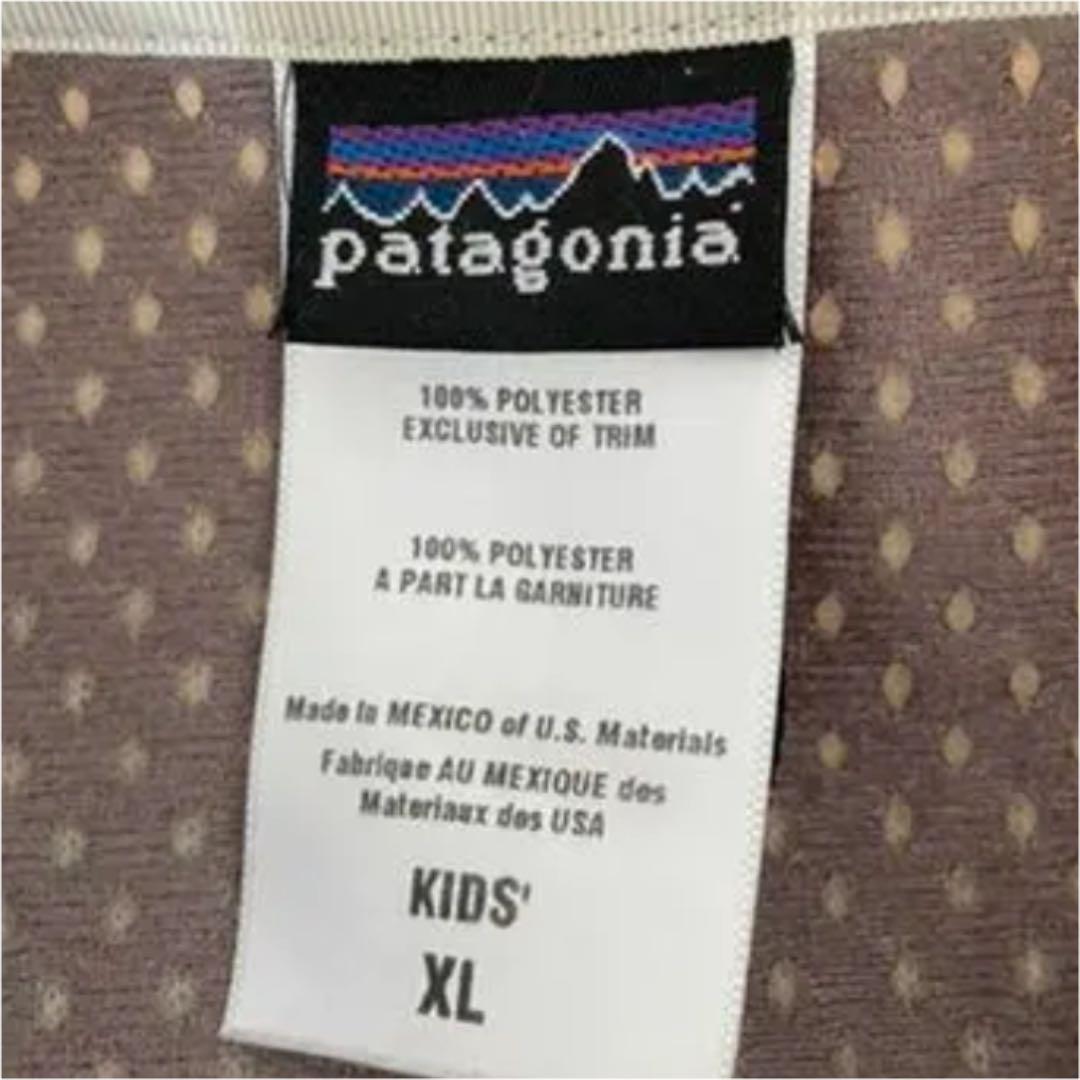 patagonia
100% POLYESTER
EXCLUSIVE OF TRIM
100% POLYESTER
A PART LA GARNITURE
Made In MEXICO of U.S. Materials
Fabrique AU MEXIQUE des
Materiaux des USA
KIDS'
XL